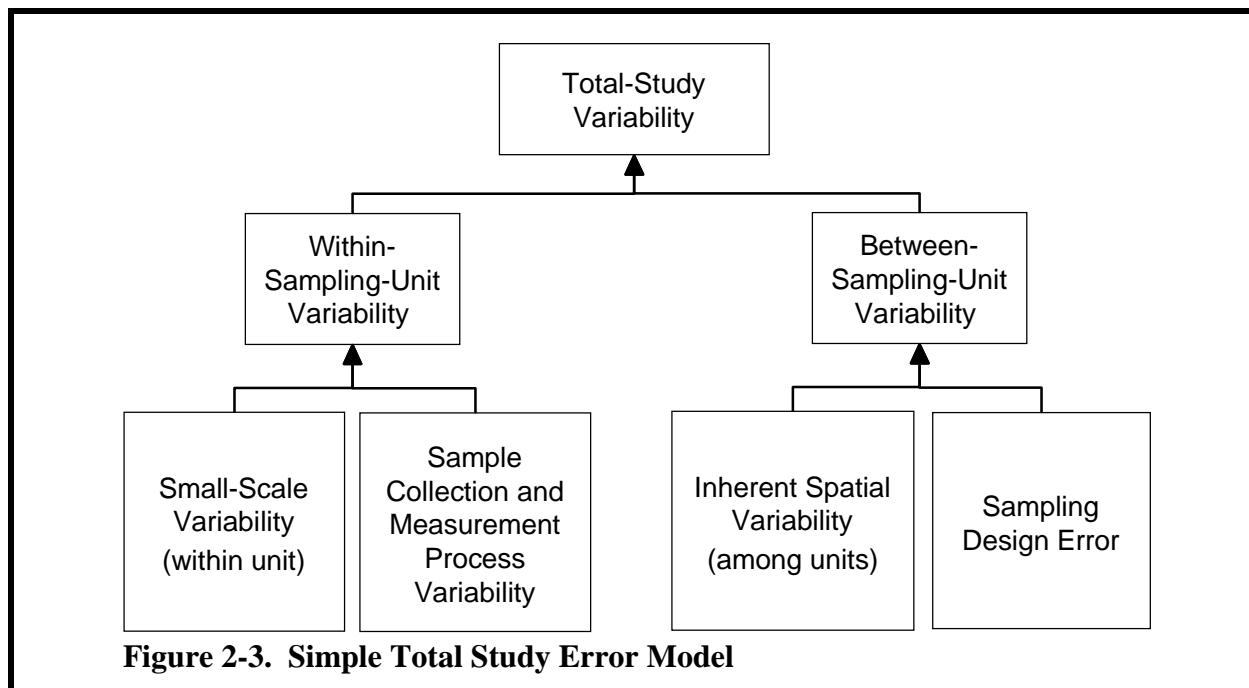 Total-Study
Variability
Within-
Sampling-Unit
Variability
Between-
Sampling-Unit
Variability
Small-Scale
Variability
(within unit)
Sample
Collection and
Measurement
Process
Variability
Inherent Spatial
Variability
(among units)
Sampling
Design Error
Figure 2-3. Simple Total Study Error Model